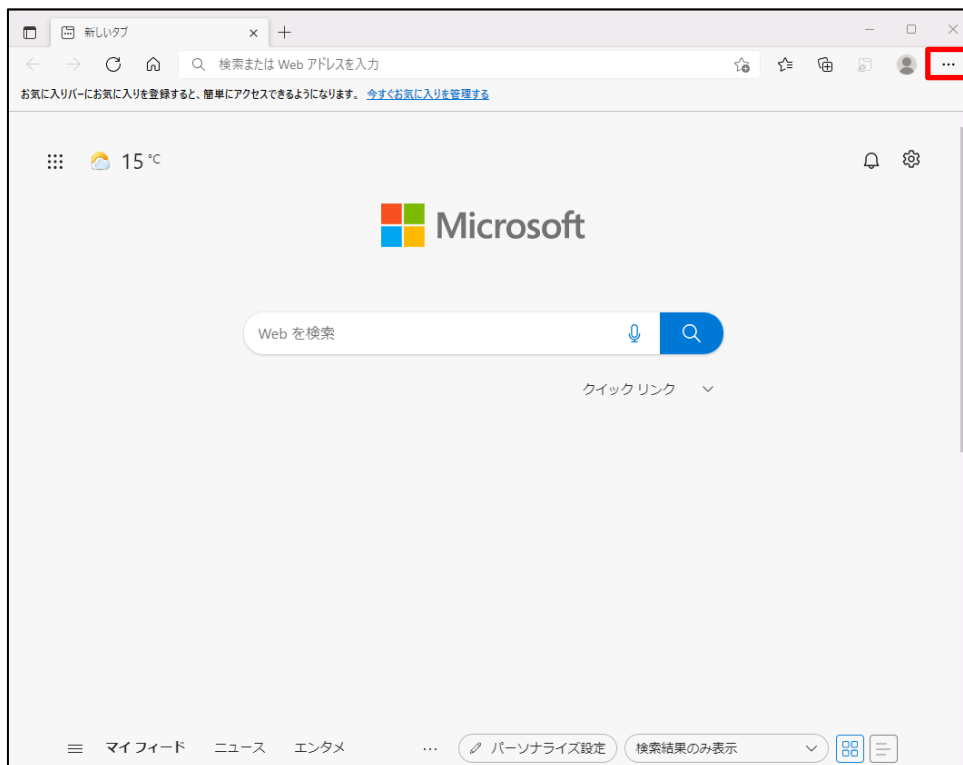 新しいタブ
検索または Web アドレスを入力
お気に入りバーにお気に入りを登録すると、簡単にアクセスできるようになります。 今すぐお気に入りを管理する
15 °C
Microsoft
Web を検索
クイック リンク
マイ フィード ニュース エンタメ ... パーソナライズ設定 検索結果のみ表示